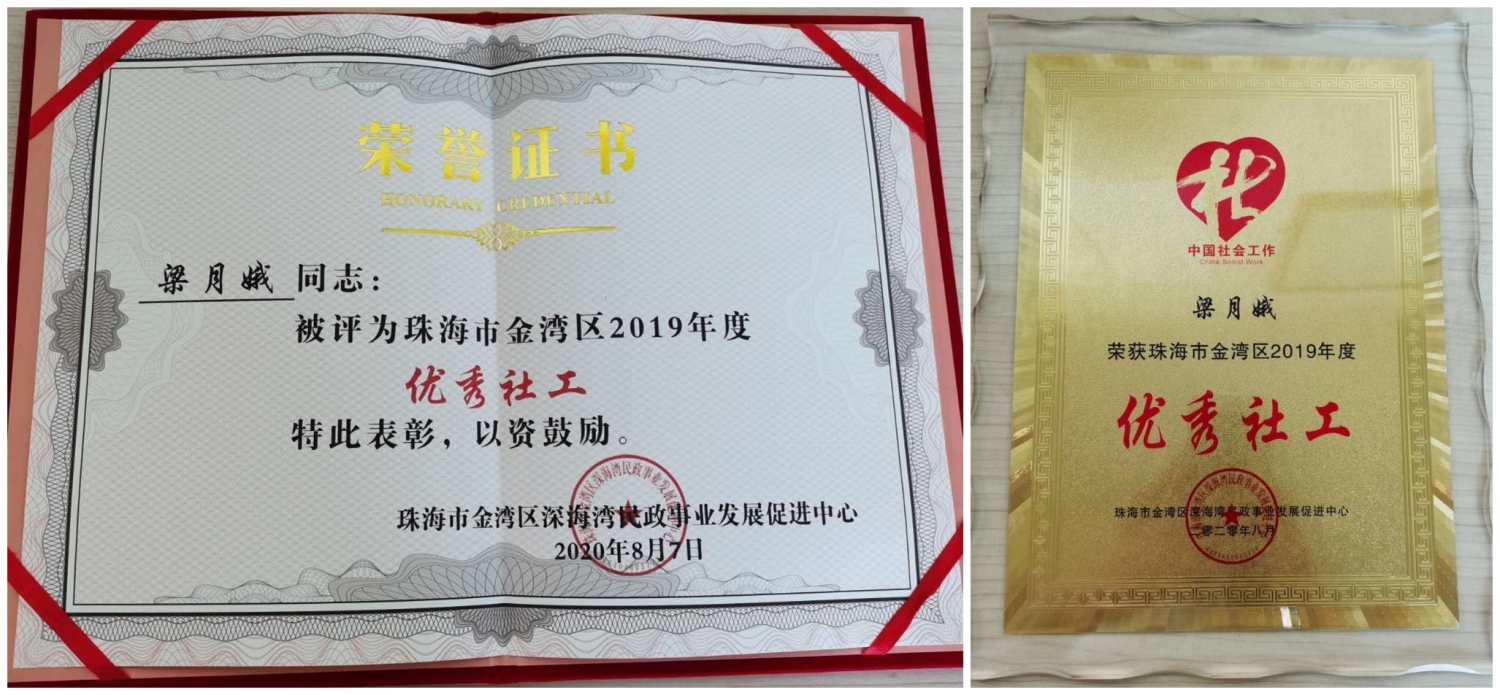 荣誉证书
HONORARY CREDENTIAL
梁月娥 同志：
被评为珠海市金湾区2019年度
优秀社工
特此表彰，以资鼓励。
珠海市金湾区深海湾民政事业发展促进中心
2020年8月7日
中国社会工作
China Social Work
梁月娥
荣获珠海市金湾区2019年度
优秀社工
珠海市金湾区深海湾民政事业发展促进中心
二零二零年八月